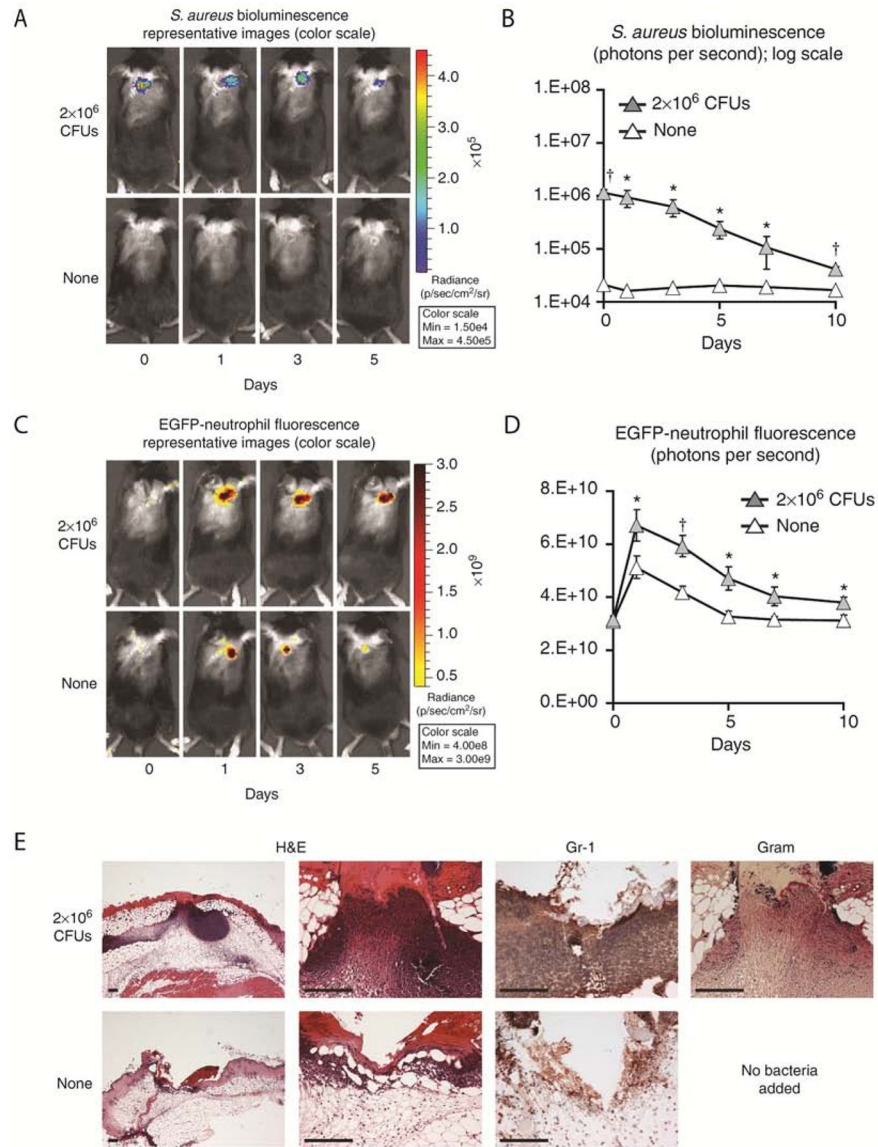 A
S. aureus bioluminescence
representative images (color scale)
2×10⁶
CFUs
None
4.0
3.0
2.0
1.0
×10⁵
Radiance
(p/sec/cm²/sr)
Color scale
Min = 1.50e4
Max = 4.50e5
0 1 3 5
Days
B
S. aureus bioluminescence
(photons per second); log scale
1.E+08
1.E+07
1.E+06
1.E+05
1.E+04
2×10⁶ CFUs
None
† * * * * †
0 5 10
Days
C
EGFP-neutrophil fluorescence
representative images (color scale)
2×10⁶
CFUs
None
3.0
2.5
2.0
1.5
1.0
0.5
×10⁹
Radiance
(p/sec/cm²/sr)
Color scale
Min = 4.00e8
Max = 3.00e9
0 1 3 5
Days
D
EGFP-neutrophil fluorescence
(photons per second)
8.E+10
6.E+10
4.E+10
2.E+10
0.E+00
2×10⁶ CFUs
None
* † * * *
0 5 10
Days
E
H&E Gr-1 Gram
2×10⁶
CFUs
None
No bacteria
added